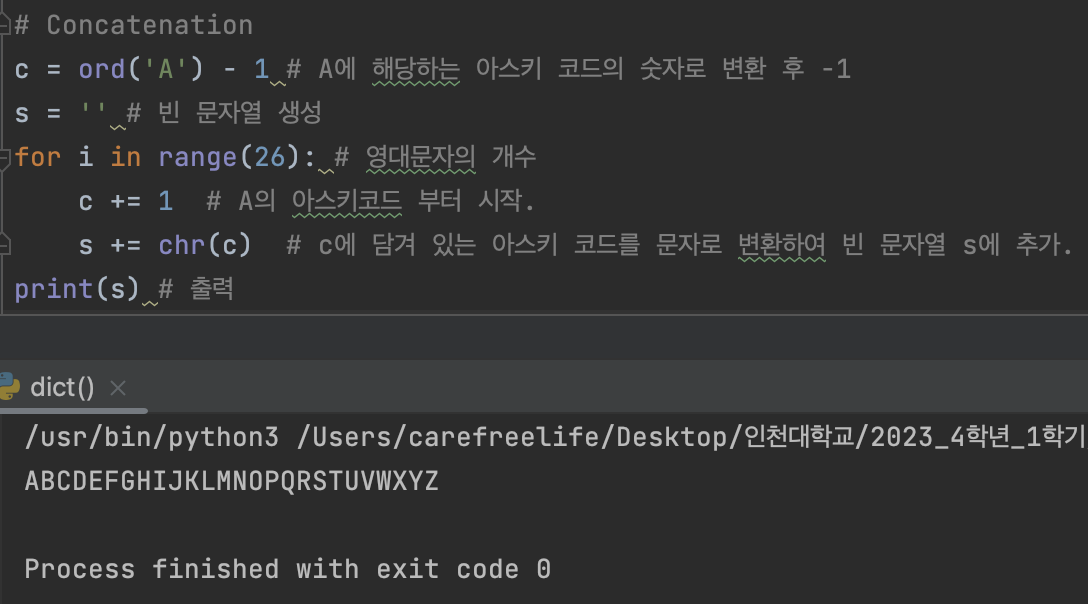 # Concatenation
c = ord('A') - 1 # A에 해당하는 아스키 코드의 숫자로 변환 후 -1
s = '' # 빈 문자열 생성
for i in range(26): # 영대문자의 개수
    c += 1  # A의 아스키코드 부터 시작.
    s += chr(c)  # c에 담겨 있는 아스키 코드를 문자로 변환하여 빈 문자열 s에 추가.
print(s) # 출력
dict() ×
/usr/bin/python3 /Users/carefreelife/Desktop/인천대학교/2023_4학년_1학기
ABCDEFGHIJKLMNOPQRSTUVWXYZ
Process finished with exit code 0